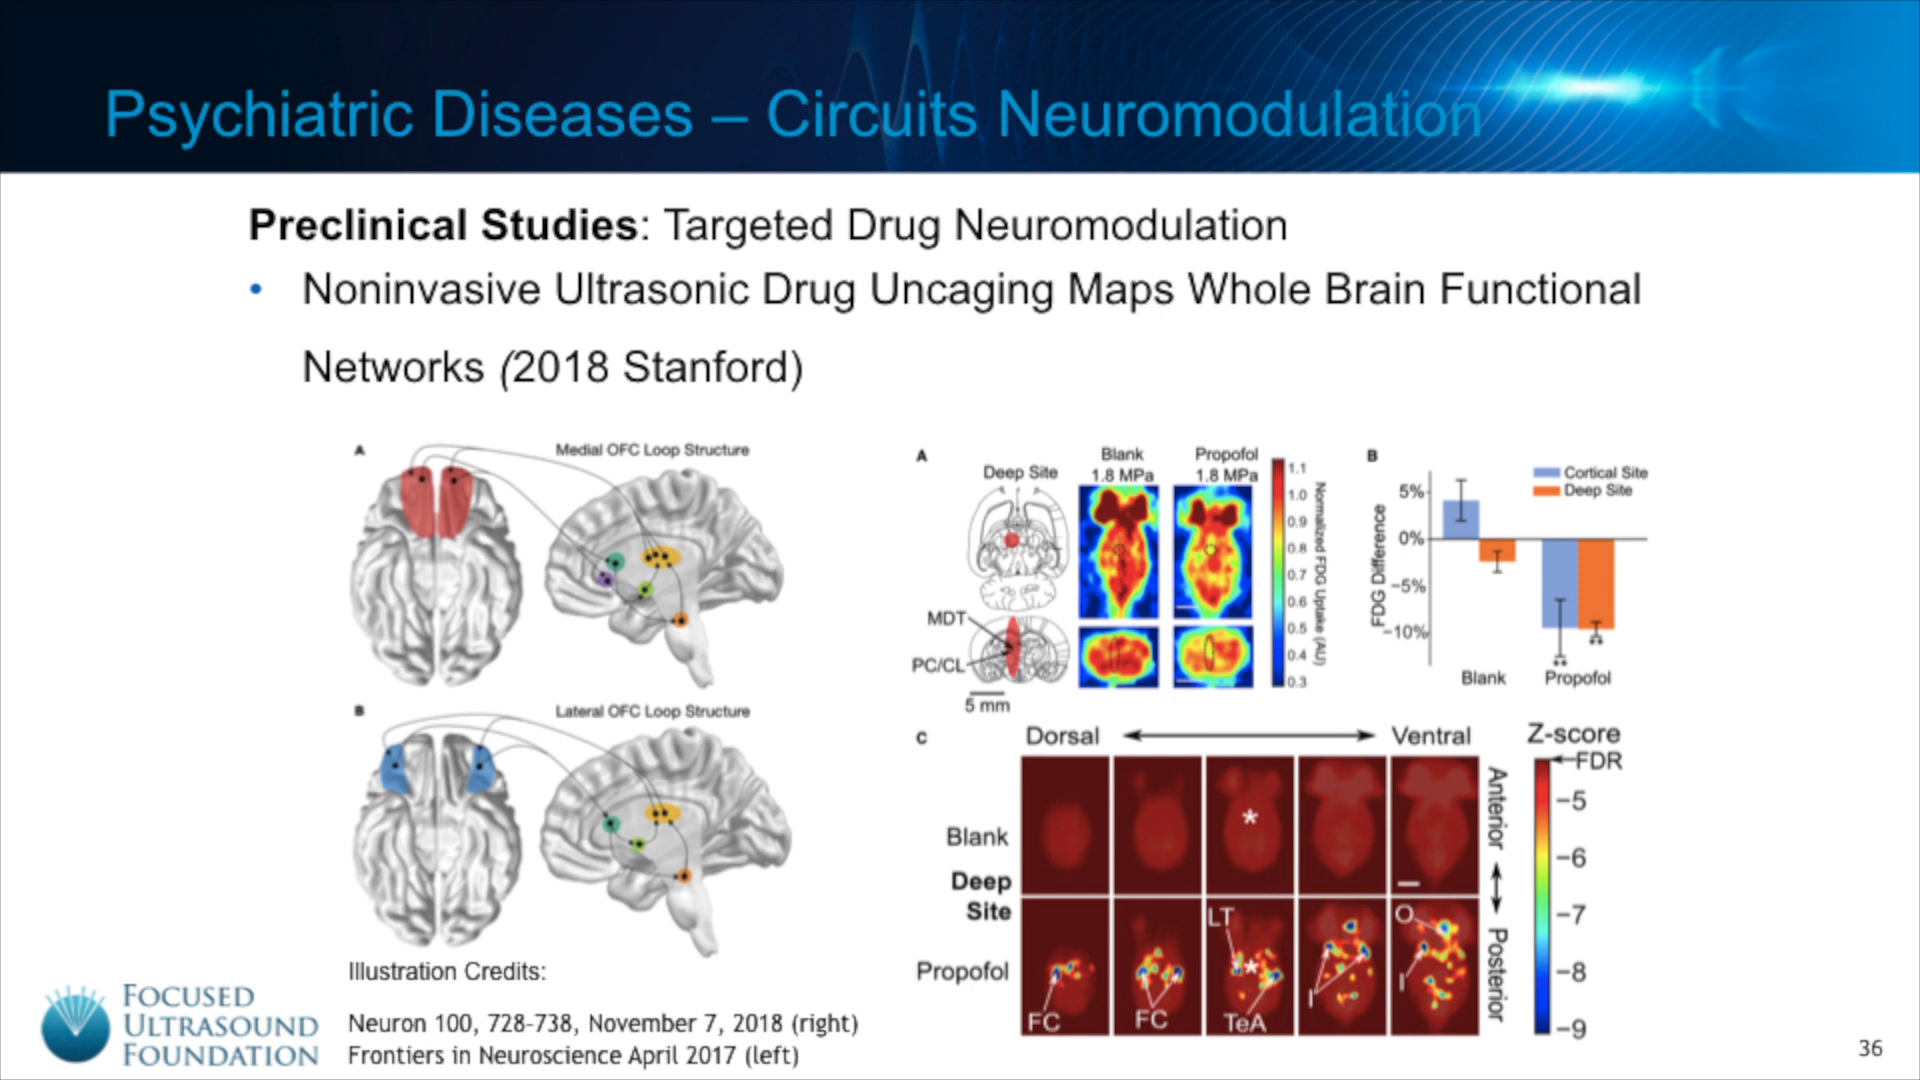 Psychiatric Diseases – Circuits Neuromodulation
Preclinical Studies: Targeted Drug Neuromodulation
• Noninvasive Ultrasonic Drug Uncaging Maps Whole Brain Functional
Networks (2018 Stanford)
A
Medial OFC Loop Structure
B
Lateral OFC Loop Structure
A
Deep Site
Blank
1.8 MPa
Propofol
1.8 MPa
MDT
PC/CL
5 mm
1.1
1.0
0.9
0.8
0.7
0.6
0.5
0.4
0.3
Normalized FDG Uptake (AU)
B
Cortical Site
Deep Site
FDG Difference
5%
0%
−5%
−10%
**
**
Blank
Propofol
C
Dorsal
Ventral
Z-score
FDR
−5
−6
−7
−8
−9
Anterior
Posterior
Blank
*
Deep
Site
Propofol
FC
FC
LT
*
TeA
I
O
I
Illustration Credits:
Neuron 100, 728-738, November 7, 2018 (right)
Frontiers in Neuroscience April 2017 (left)
FOCUSED
ULTRASOUND
FOUNDATION
36